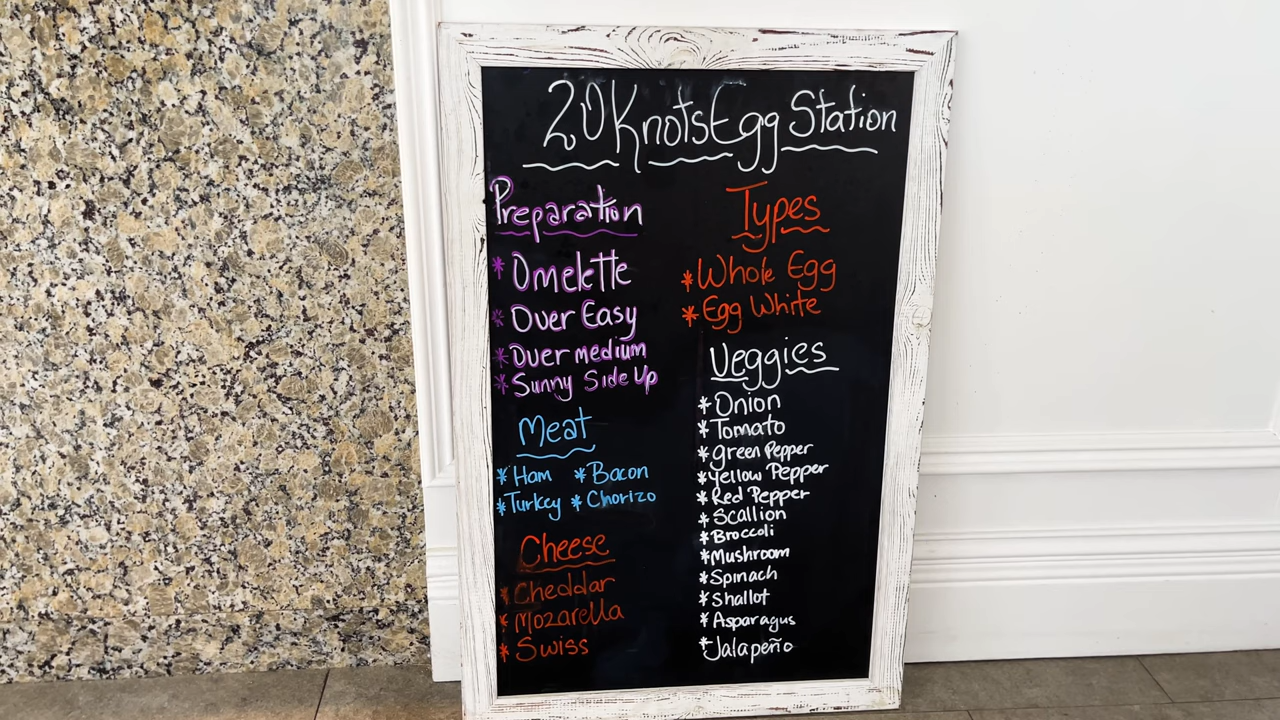 20 Knots Egg Station
Preparation
* Omelette
* Over Easy
* Over medium
* Sunny Side Up
Meat
* Ham * Bacon
* Turkey * Chorizo
Cheese
* Cheddar
* Mozarella
* Swiss
Types
* Whole Egg
* Egg White
Veggies
* Onion
* Tomato
* green Pepper
* Yellow Pepper
* Red Pepper
* Scallion
* Broccoli
* Mushroom
* Spinach
* Shallot
* Asparagus
* Jalapeño